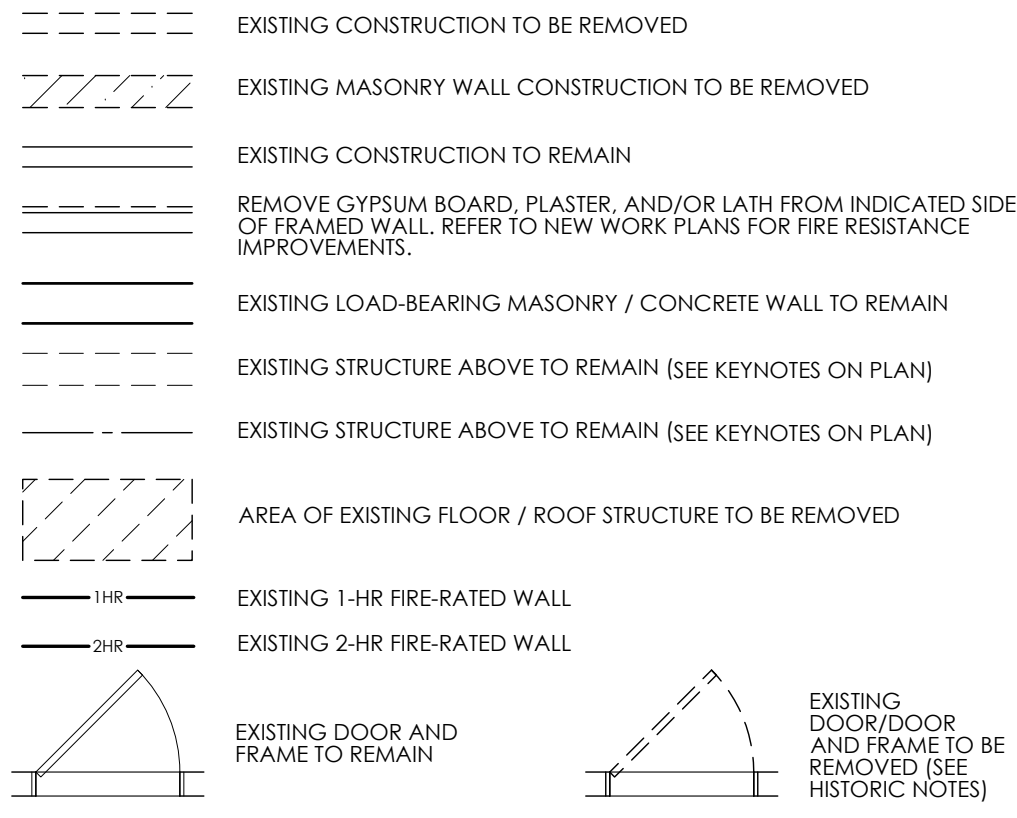 EXISTING CONSTRUCTION TO BE REMOVED
EXISTING MASONRY WALL CONSTRUCTION TO BE REMOVED
EXISTING CONSTRUCTION TO REMAIN
REMOVE GYPSUM BOARD, PLASTER, AND/OR LATH FROM INDICATED SIDE
OF FRAMED WALL. REFER TO NEW WORK PLANS FOR FIRE RESISTANCE
IMPROVEMENTS.
EXISTING LOAD-BEARING MASONRY / CONCRETE WALL TO REMAIN
EXISTING STRUCTURE ABOVE TO REMAIN (SEE KEYNOTES ON PLAN)
EXISTING STRUCTURE ABOVE TO REMAIN (SEE KEYNOTES ON PLAN)
AREA OF EXISTING FLOOR / ROOF STRUCTURE TO BE REMOVED
1HR EXISTING 1-HR FIRE-RATED WALL
2HR EXISTING 2-HR FIRE-RATED WALL
EXISTING DOOR AND
FRAME TO REMAIN
EXISTING
DOOR/DOOR
AND FRAME TO BE
REMOVED (SEE
HISTORIC NOTES)